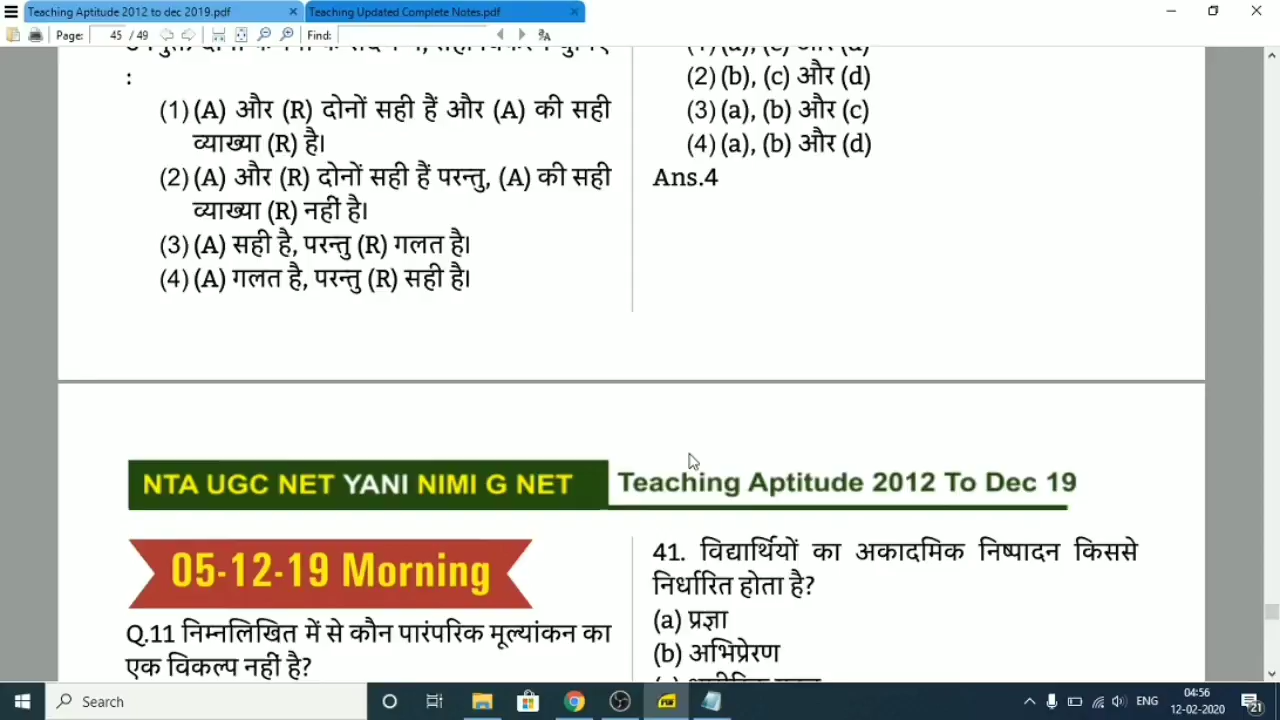 Teaching Aptitude 2012 to dec 2019.pdf
Teaching Updated Complete Notes.pdf
Page: 45 / 49 Find:
:
(1) (A) और (R) दोनों सही हैं और (A) की सही
व्याख्या (R) है।
(2) (A) और (R) दोनों सही हैं परन्तु, (A) की सही
व्याख्या (R) नहीं है।
(3) (A) सही है, परन्तु (R) गलत है।
(4) (A) गलत है, परन्तु (R) सही है।
(2) (b), (c) और (d)
(3) (a), (b) और (c)
(4) (a), (b) और (d)
Ans.4
NTA UGC NET YANI NIMI G NET
Teaching Aptitude 2012 To Dec 19
05-12-19 Morning
Q.11 निम्नलिखित में से कौन पारंपरिक मूल्यांकन का
एक विकल्प नहीं है?
41. विद्यार्थियों का अकादमिक निष्पादन किससे
निर्धारित होता है?
(a) प्रज्ञा
(b) अभिप्रेरण
Search
ENG
04:56
12-02-2020
21